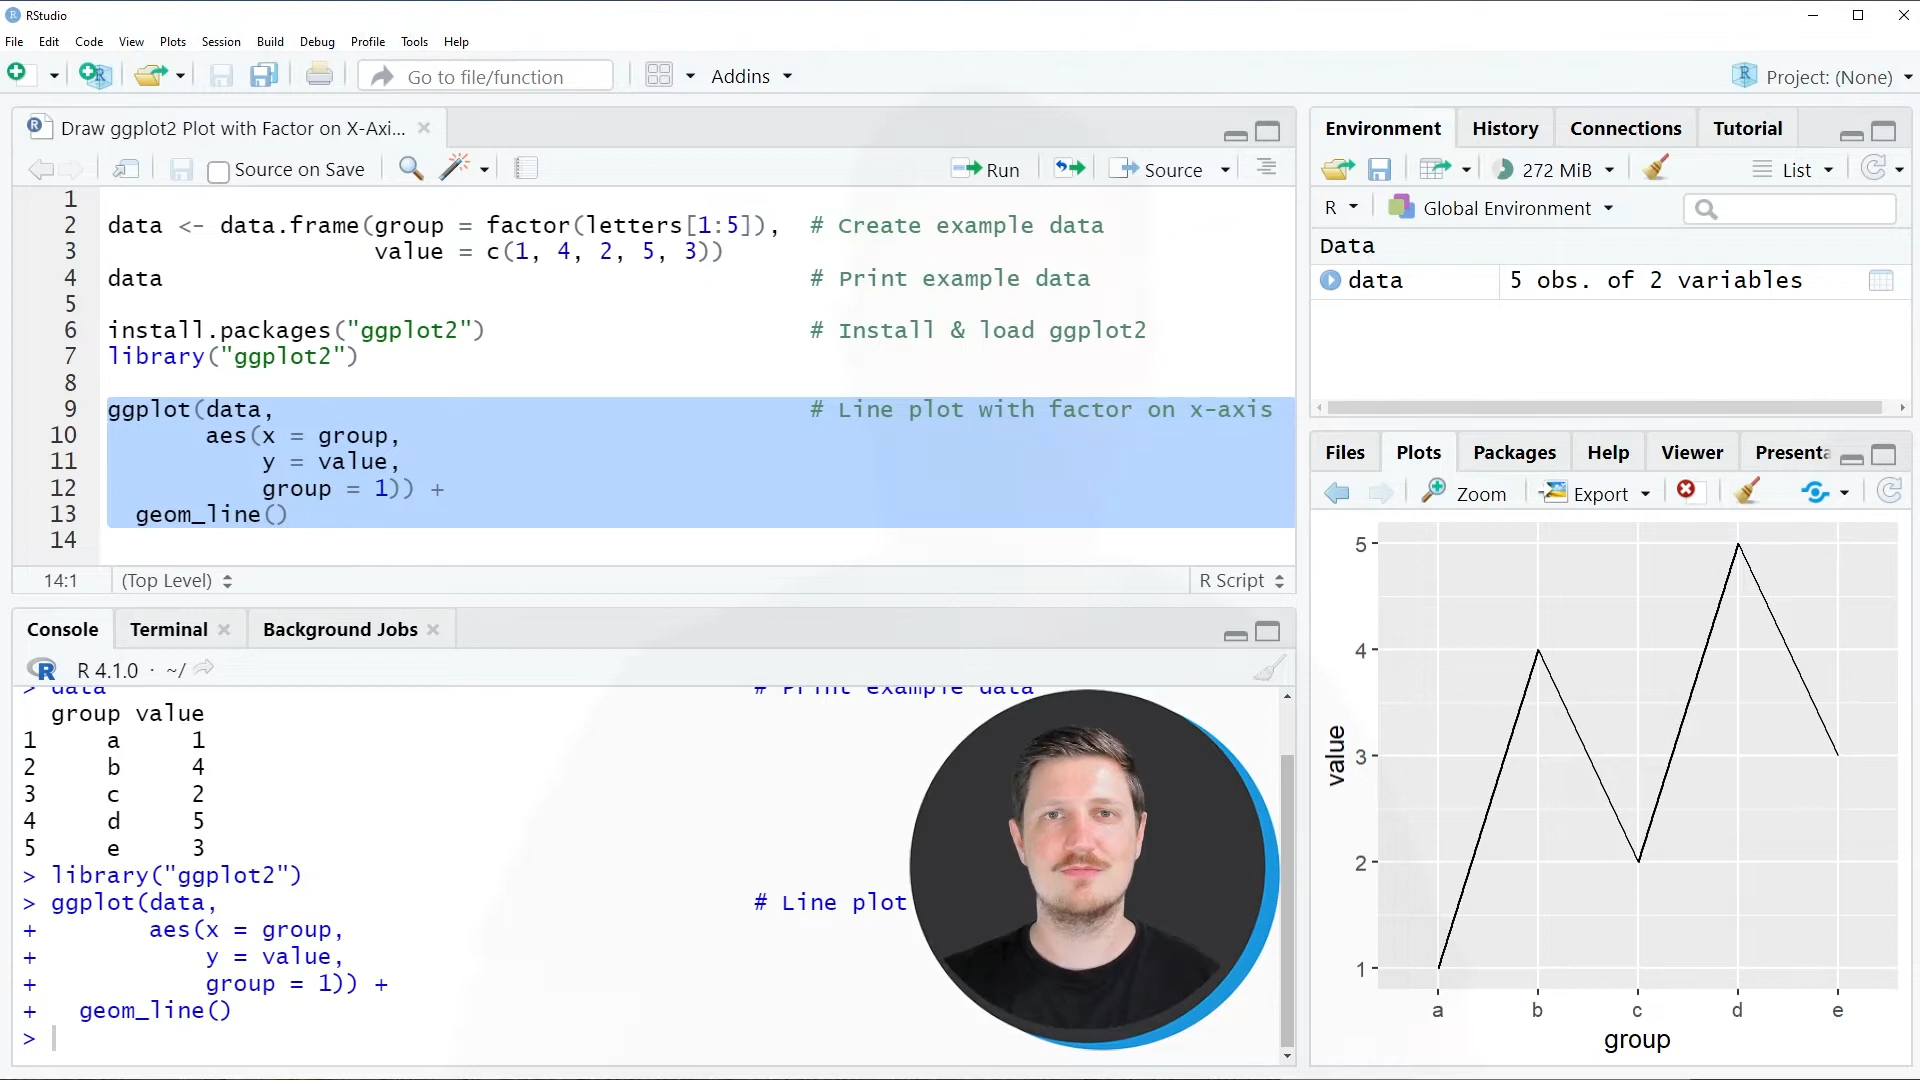 RStudio
File Edit Code View Plots Session Build Debug Profile Tools Help
Go to file/function Addins Project: (None)
Draw ggplot2 Plot with Factor on X-Axi...
Source on Save Run Source
1
2 data <- data.frame(group = factor(letters[1:5]), # Create example data
3 value = c(1, 4, 2, 5, 3))
4 data # Print example data
5
6 install.packages("ggplot2") # Install & load ggplot2
7 library("ggplot2")
8
9 ggplot(data, # Line plot with factor on x-axis
10 aes(x = group,
11 y = value,
12 group = 1)) +
13 geom_line()
14
14:1 (Top Level) R Script
Console Terminal Background Jobs
R 4.1.0 · ~/
> data # Print example data
group value
1 a 1
2 b 4
3 c 2
4 d 5
5 e 3
> library("ggplot2")
> ggplot(data, # Line plot
+ aes(x = group,
+ y = value,
+ group = 1)) +
+ geom_line()
>
Environment History Connections Tutorial
272 MiB List
R Global Environment
Data
data 5 obs. of 2 variables
Files Plots Packages Help Viewer Presenta
Zoom Export
5
4
3
2
1
value
a b c d e
group